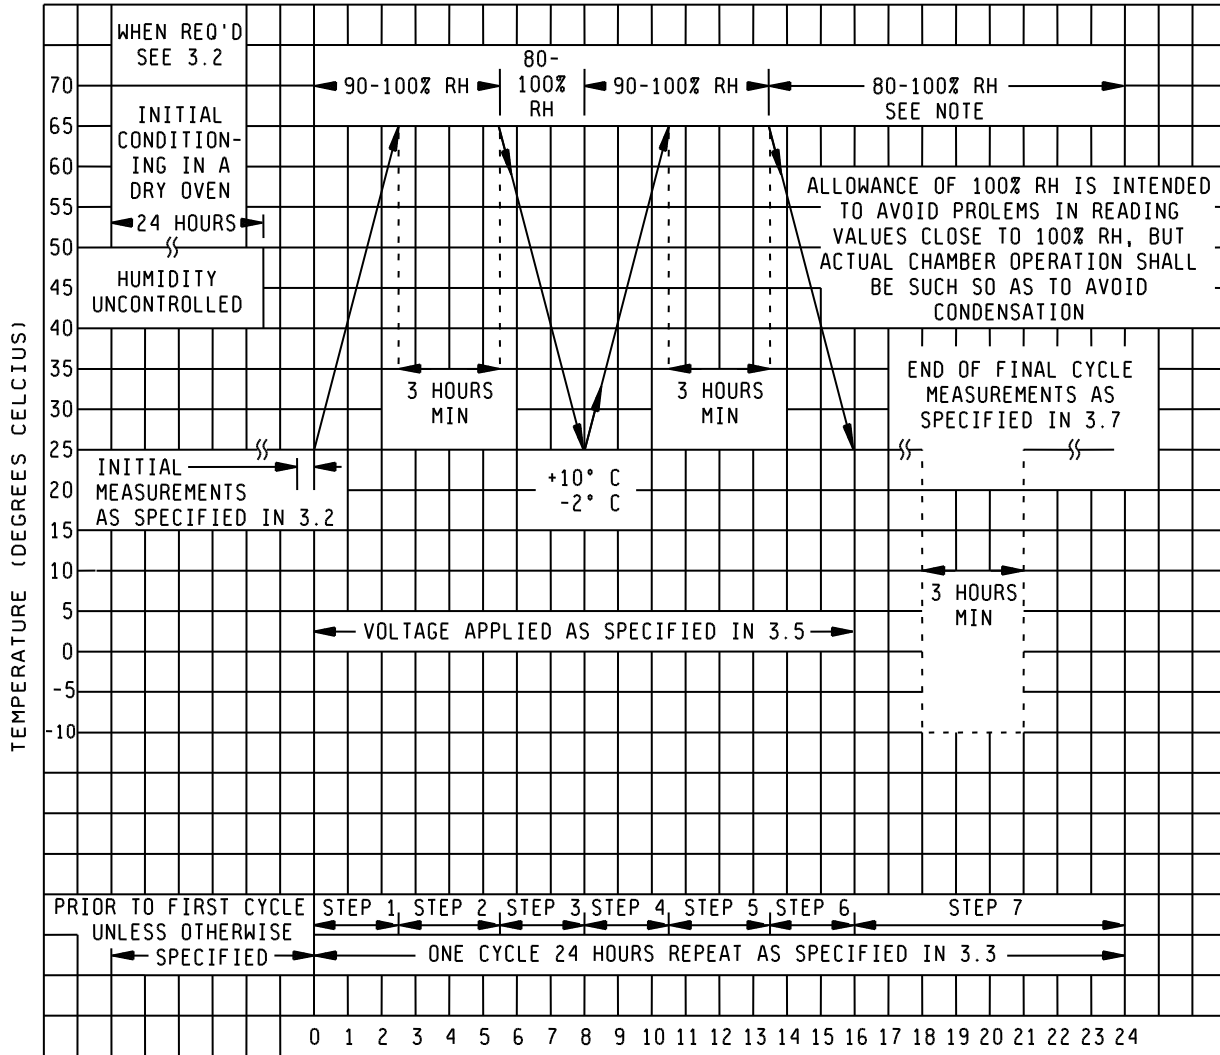 WHEN REQ'D
SEE 3.2
INITIAL
CONDITION-
ING IN A
DRY OVEN
24 HOURS
HUMIDITY
UNCONTROLLED
90-100% RH
80-
100%
RH
90-100% RH
80-100% RH
SEE NOTE
ALLOWANCE OF 100% RH IS INTENDED
TO AVOID PROLEMS IN READING
VALUES CLOSE TO 100% RH, BUT
ACTUAL CHAMBER OPERATION SHALL
BE SUCH SO AS TO AVOID
CONDENSATION
3 HOURS
MIN
3 HOURS
MIN
END OF FINAL CYCLE
MEASUREMENTS AS
SPECIFIED IN 3.7
INITIAL
MEASUREMENTS
AS SPECIFIED IN 3.2
+10° C
-2° C
3 HOURS
MIN
VOLTAGE APPLIED AS SPECIFIED IN 3.5
TEMPERATURE (DEGREES CELCIUS)
70
65
60
55
50
45
40
35
30
25
20
15
10
5
0
-5
-10
PRIOR TO FIRST CYCLE
UNLESS OTHERWISE
SPECIFIED
STEP 1 STEP 2 STEP 3 STEP 4 STEP 5 STEP 6 STEP 7
ONE CYCLE 24 HOURS REPEAT AS SPECIFIED IN 3.3
0 1 2 3 4 5 6 7 8 9 10 11 12 13 14 15 16 18 19 20 21 22 23 24